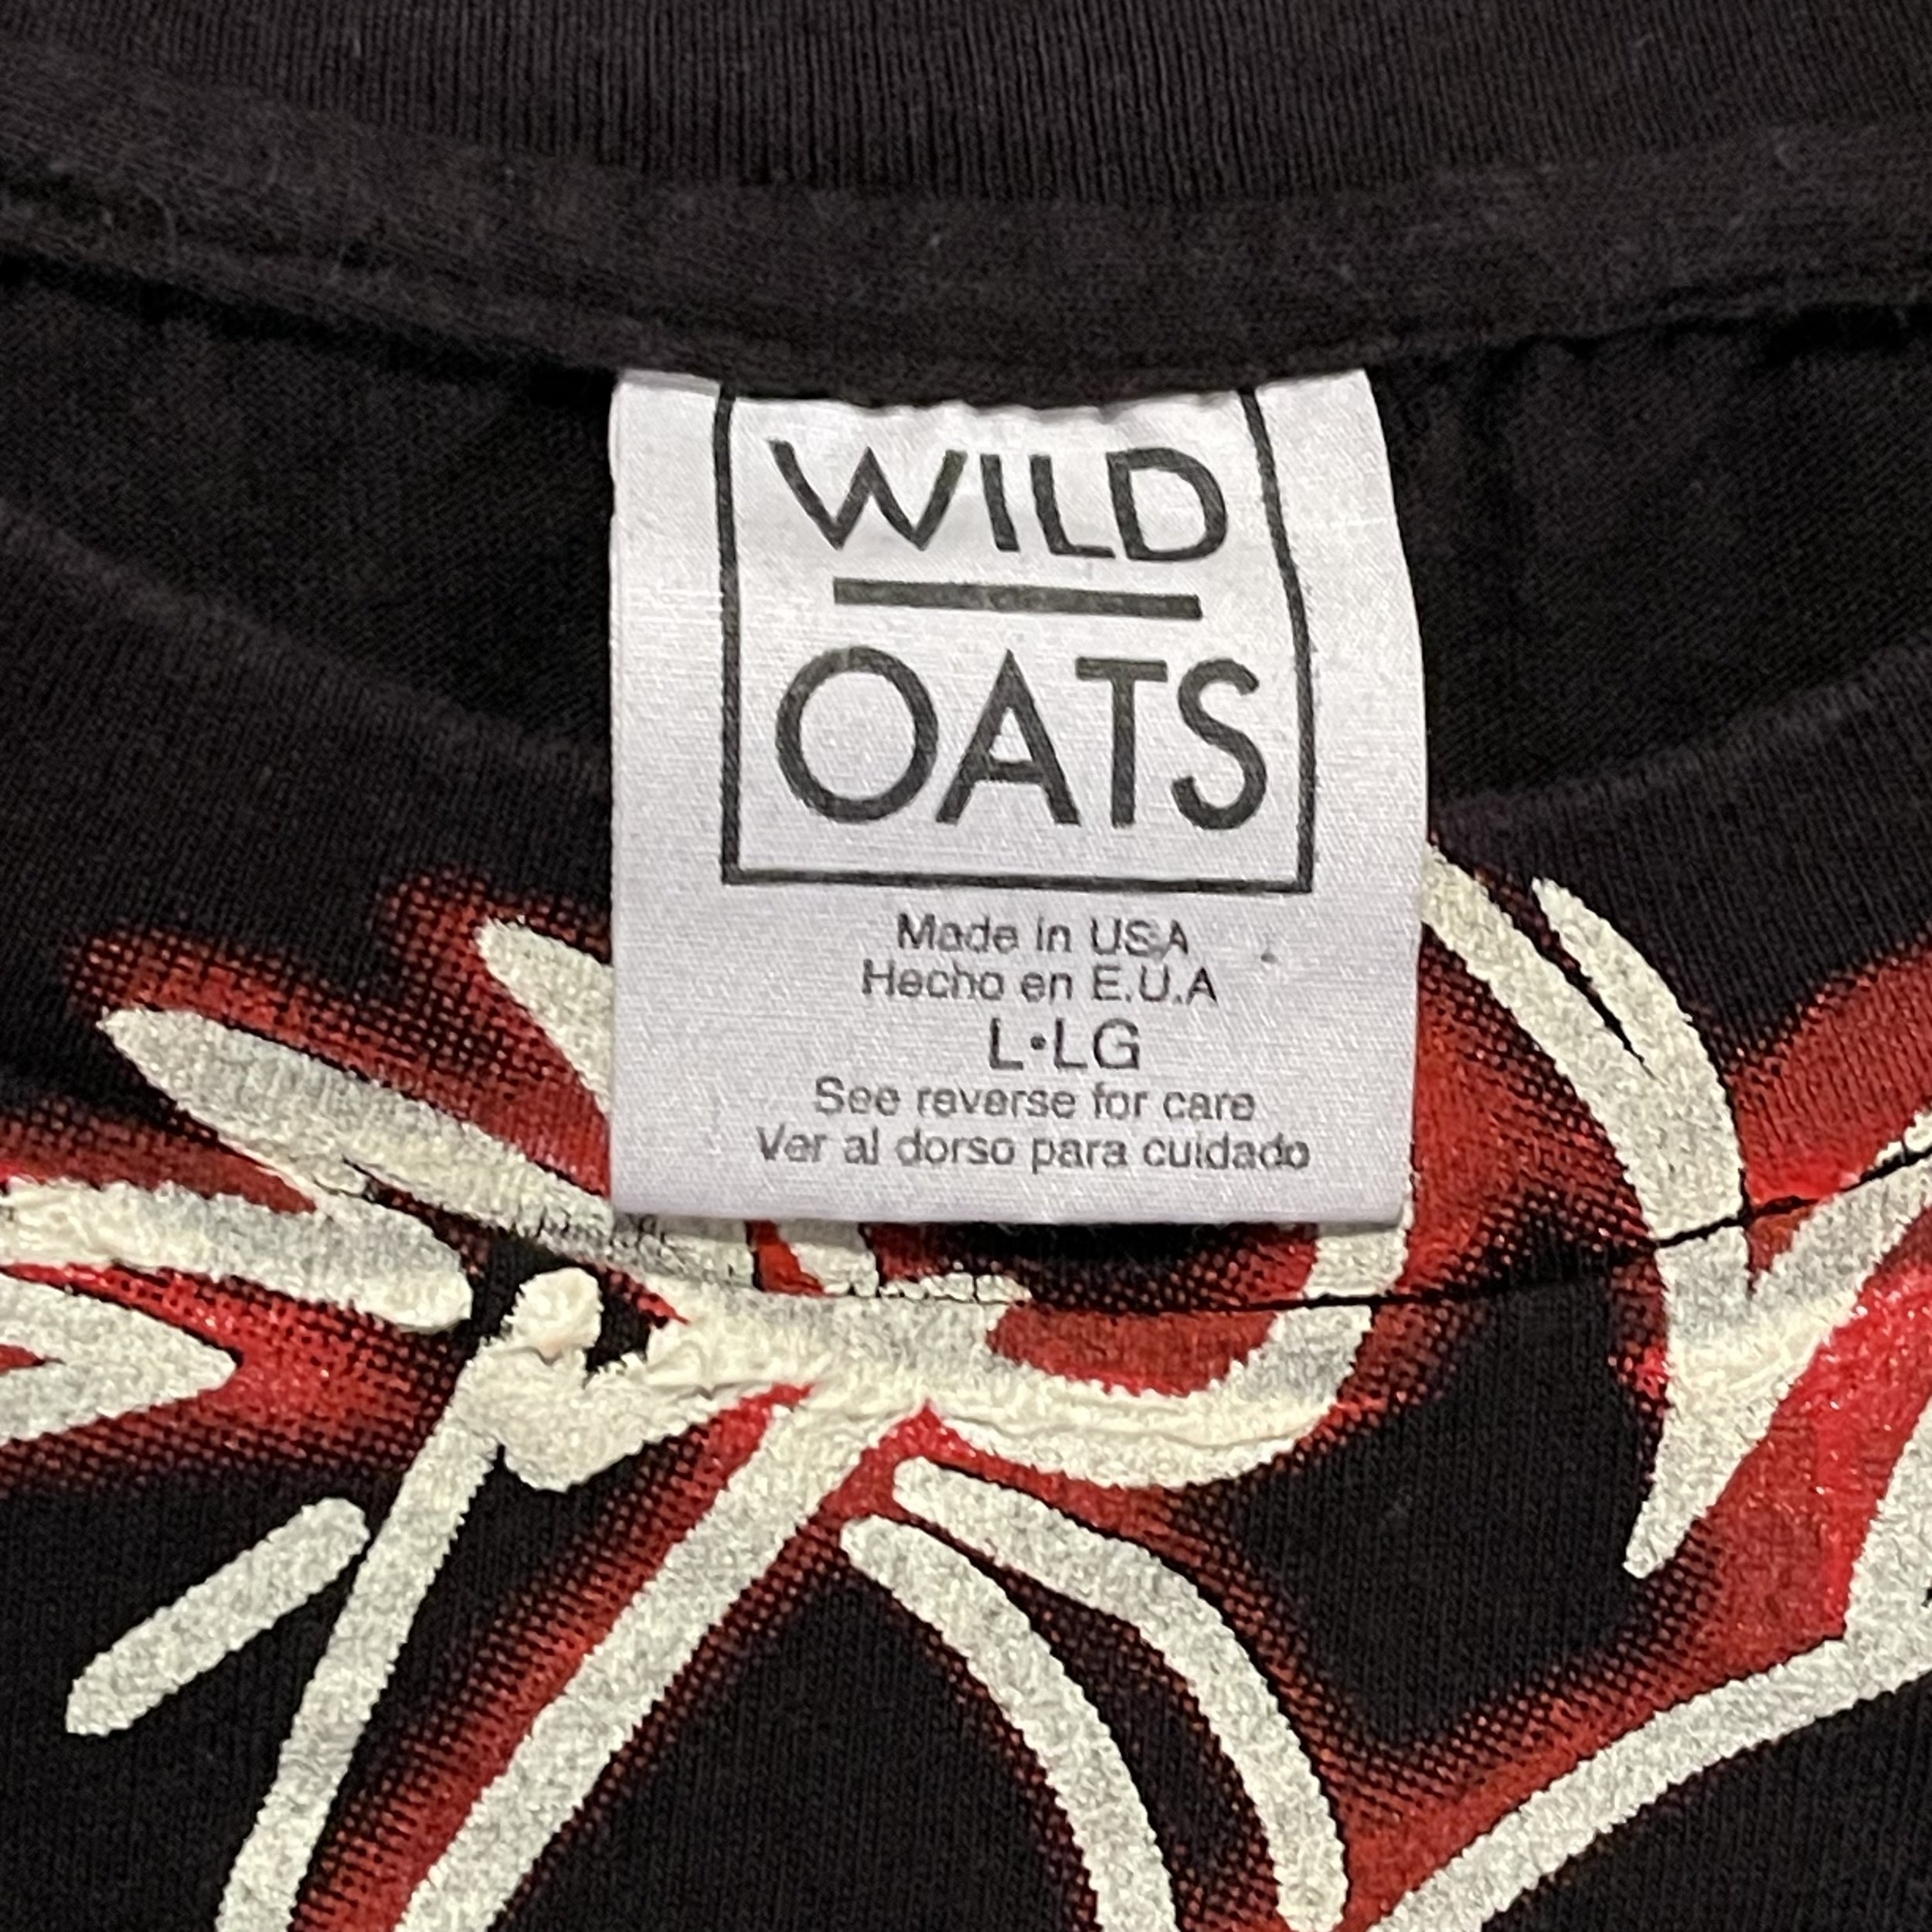 WILD
OATS
Made in USA
Hecho en E.U.A
L•LG
See reverse for care
Ver al dorso para cuidado